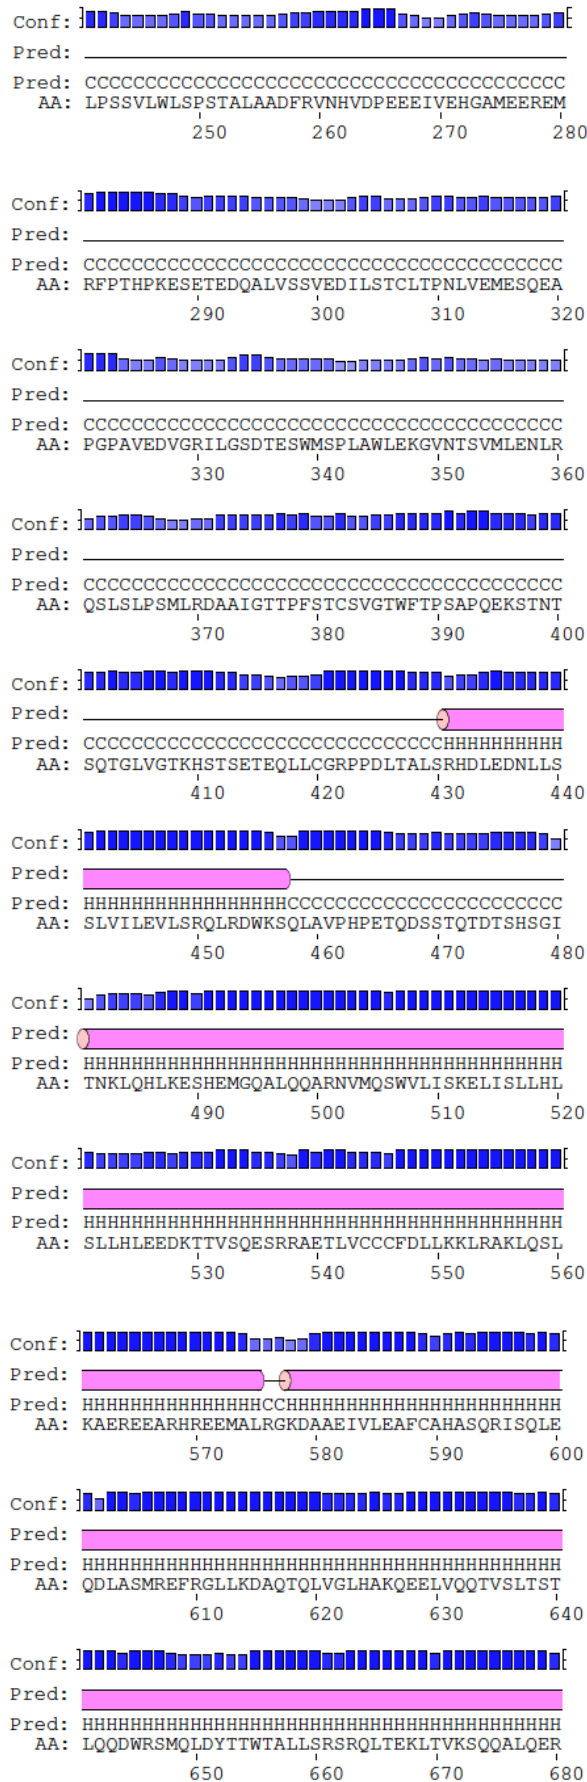 Conf:
Pred:
Pred: CCCCCCCCCCCCCCCCCCCCCCCCCCCCCCCCCCCCCCCC
AA: LPSSVLWLSPSTALAADFRVNHVDPEEEIVEHGAMEEREM
250 260 270 280
Conf:
Pred:
Pred: CCCCCCCCCCCCCCCCCCCCCCCCCCCCCCCCCCCCCCCC
AA: RFPTHPKESETEDQALVSSVEDILSTCLTPNLVEMESQEA
290 300 310 320
Conf:
Pred:
Pred: CCCCCCCCCCCCCCCCCCCCCCCCCCCCCCCCCCCCCCCC
AA: PGPAVEDVGRILGSDTESWMSPLAWLEKGVNTSVMLENLR
330 340 350 360
Conf:
Pred:
Pred: CCCCCCCCCCCCCCCCCCCCCCCCCCCCCCCCCCCCCCCC
AA: QSLSLPSMLRDAAIGTTPFSTCSVGTWFTPSAPQEKSTNT
370 380 390 400
Conf:
Pred:
Pred: CCCCCCCCCCCCCCCCCCCCCCCCCCCCCCHHHHHHHHHH
AA: SQTGLVGTKHSTSETEQLLCGRPPDLTALSRHDLEDNLLS
410 420 430 440
Conf:
Pred:
Pred: HHHHHHHHHHHHHHHHHCCCCCCCCCCCCCCCCCCCCCCC
AA: SLVILEVLSRQLRDWKSQLAVPHPETQDSSTQTDTSHSGI
450 460 470 480
Conf:
Pred:
Pred: HHHHHHHHHHHHHHHHHHHHHHHHHHHHHHHHHHHHHHHH
AA: TNKLQHLKESHEMGQALQQARNVMQSWVLISKELISLLHL
490 500 510 520
Conf:
Pred:
Pred: HHHHHHHHHHHHHHHHHHHHHHHHHHHHHHHHHHHHHHHH
AA: SLLHLEEDKTTVSQESRRAETLVCCCFDLLKKLRAKLQSL
530 540 550 560
Conf:
Pred:
Pred: HHHHHHHHHHHHHHHCCHHHHHHHHHHHHHHHHHHHHHHH
AA: KAEREEARHREEMALRGKDAAEIVLEAFCAHASQRISQLE
570 580 590 600
Conf:
Pred:
Pred: HHHHHHHHHHHHHHHHHHHHHHHHHHHHHHHHHHHHHHHH
AA: QDLASMREFRGLLKDAQTQLVGLHAKQEELVQQTVSLTST
610 620 630 640
Conf:
Pred:
Pred: HHHHHHHHHHHHHHHHHHHHHHHHHHHHHHHHHHHHHHHH
AA: LQQDWRSMQLDYTTWTALLSRSRQLTEKLTVKSQQALQER
650 660 670 680